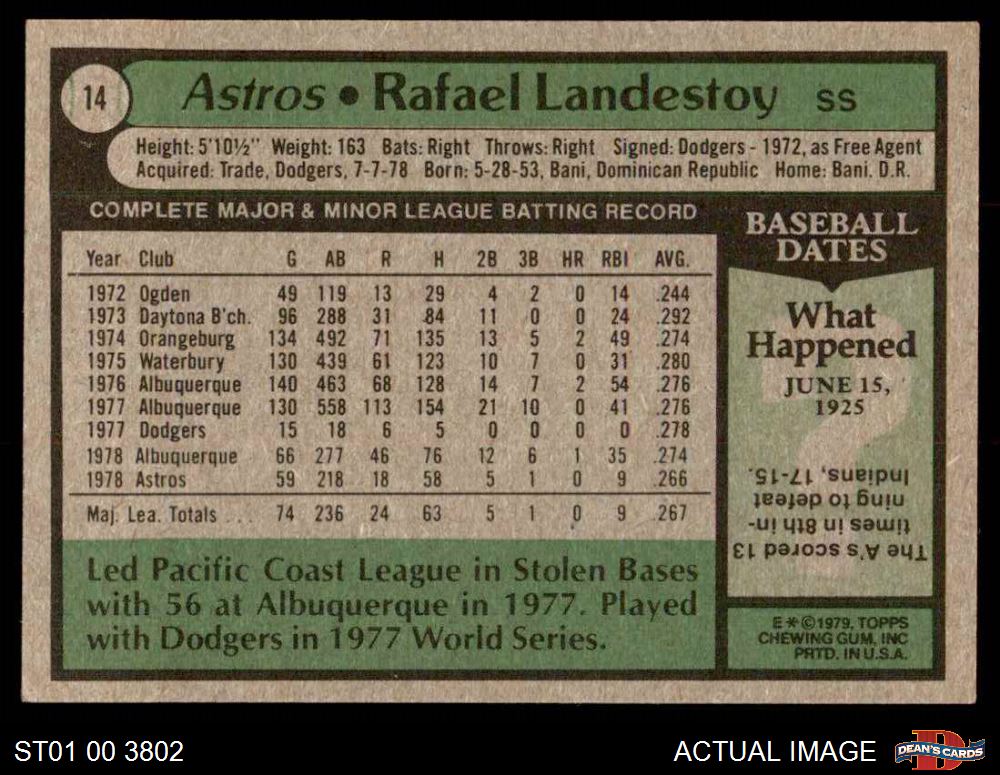 14 Astros • Rafael Landestoy SS
Height: 5'10½" Weight: 163 Bats: Right Throws: Right Signed: Dodgers - 1972, as Free Agent
Acquired: Trade, Dodgers, 7-7-78 Born: 5-28-53, Bani, Dominican Republic Home: Bani, D.R.
COMPLETE MAJOR & MINOR LEAGUE BATTING RECORD
Year Club G AB R H 2B 3B HR RBI AVG.
1972 Ogden 49 119 13 29 4 2 0 14 .244
1973 Daytona B'ch. 96 288 31 84 11 0 0 24 .292
1974 Orangeburg 134 492 71 135 13 5 2 49 .274
1975 Waterbury 130 439 61 123 10 7 0 31 .280
1976 Albuquerque 140 463 68 128 14 7 2 54 .276
1977 Albuquerque 130 558 113 154 21 10 0 41 .276
1977 Dodgers 15 18 6 5 0 0 0 0 .278
1978 Albuquerque 66 277 46 76 12 6 1 35 .274
1978 Astros 59 218 18 58 5 1 0 9 .266
Maj. Lea. Totals ... 74 236 24 63 5 1 0 9 .267
Led Pacific Coast League in Stolen Bases
with 56 at Albuquerque in 1977. Played
with Dodgers in 1977 World Series.
BASEBALL
DATES
What
Happened
JUNE 15,
1925
?
The A's scored 13
times in 8th in-
ning to defeat
Indians, 17-15.
E*©1979, TOPPS
CHEWING GUM, INC
PRTD. IN U.S.A.
ST01 00 3802
ACTUAL IMAGE
D
DEAN'S CARDS